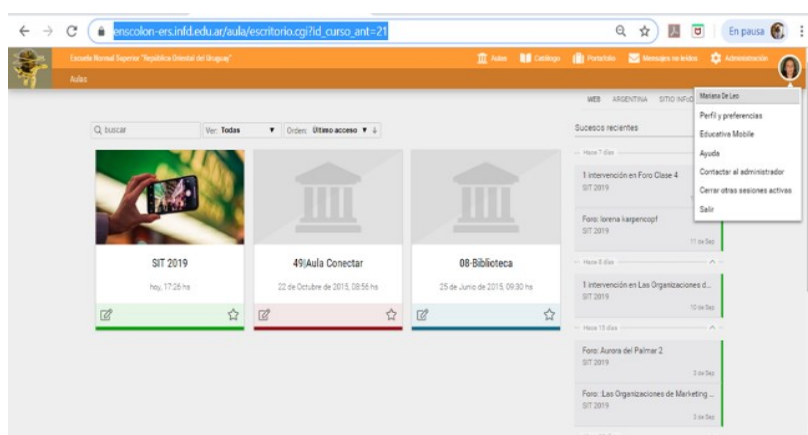 enscolon-ers.infd.edu.ar/aula/escritorio.cgi?id_curso_ant=21
En pausa
Escuela Normal Superior "República Oriental del Uruguay"
Aulas
Catálogo
Portafolio
Mensajes no leídos
Administración
Aulas
WEB
ARGENTINA
SITIO INFoD
Mariana De Leo
Perfil y preferencias
Educativa Mobile
Ayuda
Contactar al administrador
Cerrar otras sesiones activas
Salir
buscar
Ver: Todas
Orden: Último acceso
SIT 2019
hoy, 17:26 hs
49|Aula Conectar
22 de Octubre de 2015, 08:56 hs
08-Biblioteca
25 de Junio de 2015, 09:30 hs
Sucesos recientes
Hace 7 días
1 intervención en Foro Clase 4
SIT 2019
Foro: lorena karpencopf
SIT 2019
11 de Sep
Hace 8 días
1 intervención en Las Organizaciones d...
SIT 2019
10 de Sep
Hace 15 días
Foro: Aurora del Palmar 2
SIT 2019
3 de Sep
Foro: :Las Organizaciones de Marketing ...
SIT 2019
3 de Sep